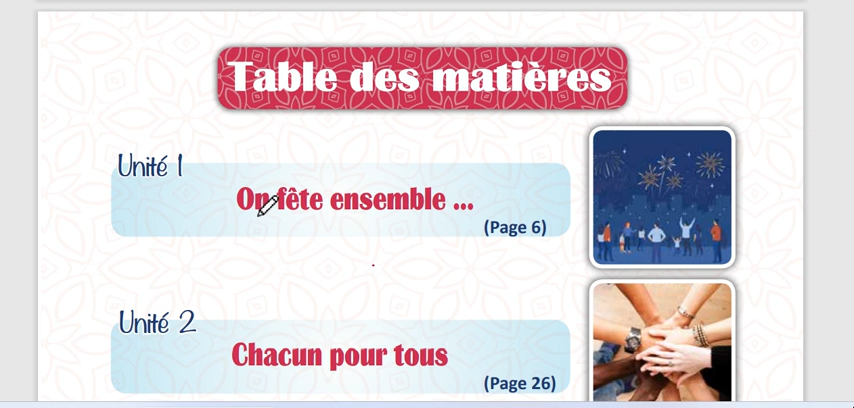 Table des matières
Unité 1
On fête ensemble ...
(Page 6)
Unité 2
Chacun pour tous
(Page 26)